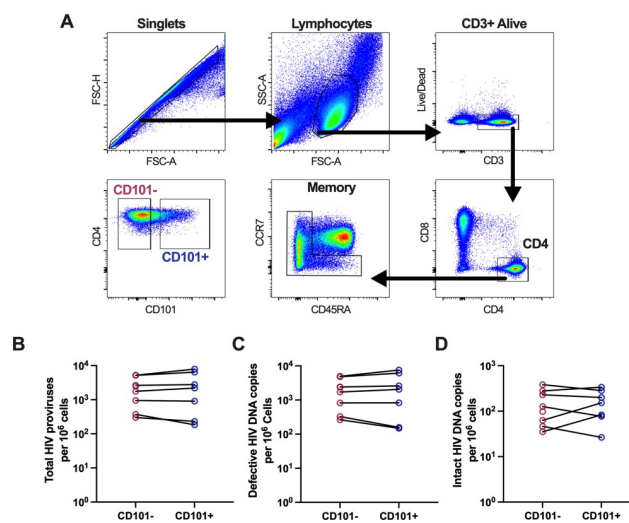 A
Singlets
Lymphocytes
CD3+ Alive
FSC-H
FSC-A
SSC-A
FSC-A
Live/Dead
CD3
CD101-
CD101+
CD4
CD101
Memory
CCR7
CD45RA
CD8
CD4
CD4
B
Total HIV proviruses
per 10⁶ cells
10⁴
10³
10²
10¹
10⁰
CD101-
CD101+
C
Defective HIV DNA copies
per 10⁶ Cells
10⁴
10³
10²
10¹
10⁰
CD101-
CD101+
D
Intact HIV DNA copies
per 10⁶ cells
10³
10²
10¹
10⁰
CD101-
CD101+